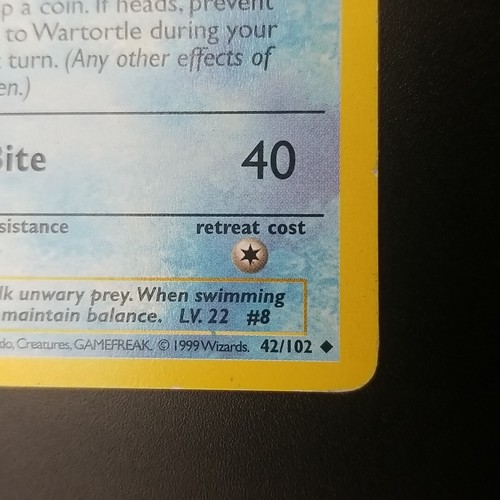 p a coin. If heads, prevent
to Wartortle during your
turn. (Any other effects of
en.)
Bite 40
sistance retreat cost
lk unwary prey. When swimming
maintain balance. LV. 22 #8
do, Creatures, GAMEFREAK. © 1999 Wizards. 42/102 ◆